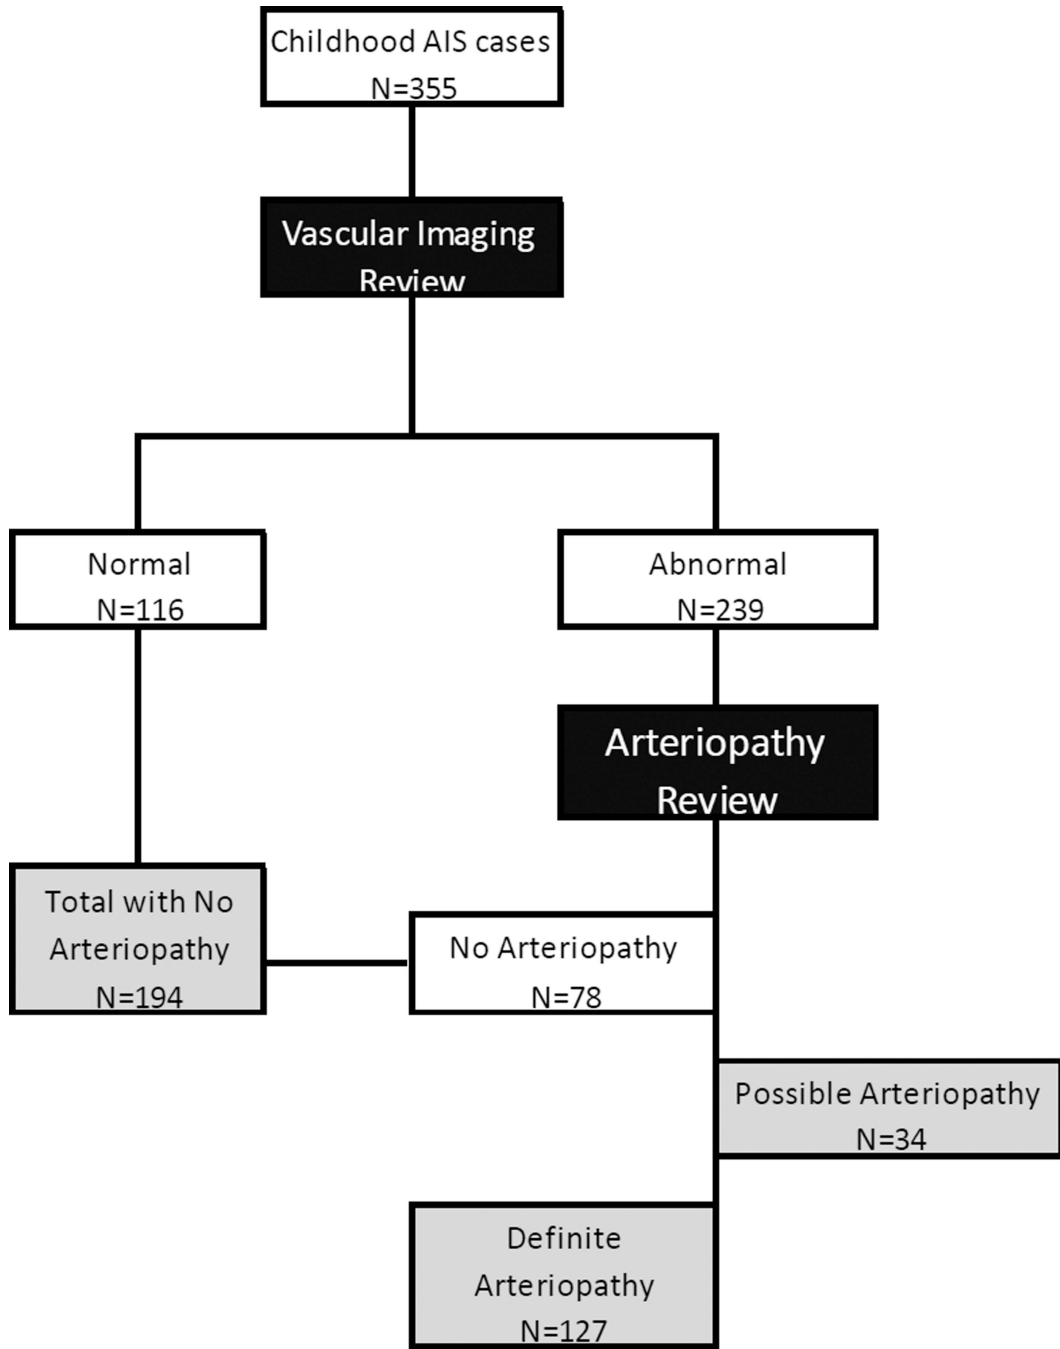 Childhood AIS cases
N=355
Vascular Imaging
Review
Normal
N=116
Abnormal
N=239
Arteriopathy
Review
Total with No
Arteriopathy
N=194
No Arteriopathy
N=78
Possible Arteriopathy
N=34
Definite
Arteriopathy
N=127